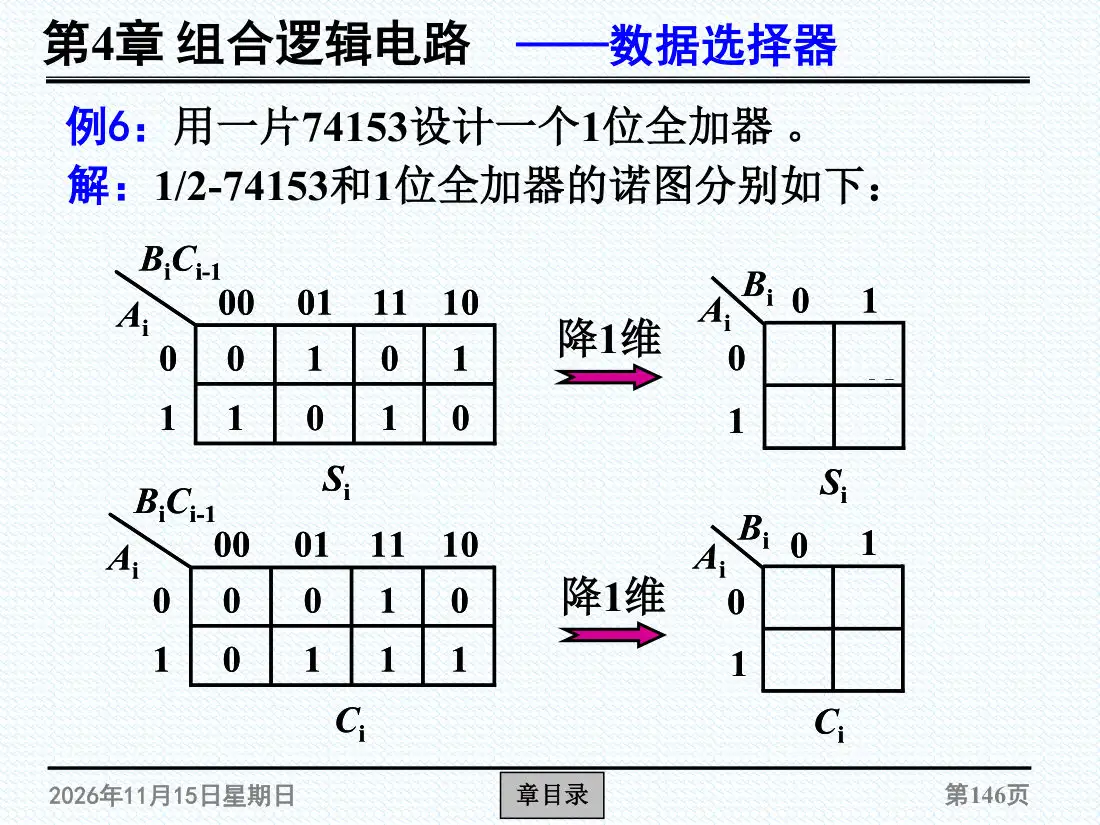 第4章 组合逻辑电路 ——数据选择器
例6：用一片74153设计一个1位全加器 。
解：1/2-74153和1位全加器的诺图分别如下：
BiCi-1
Ai
00 01 11 10
0 0 1 0 1
1 1 0 1 0
Si
降1维
Bi
Ai
0 1
0
1
Si
BiCi-1
Ai
00 01 11 10
0 0 0 1 0
1 0 1 1 1
Ci
降1维
Bi
Ai
0 1
0
1
Ci
2026年11月15日星期日
章目录
第146页